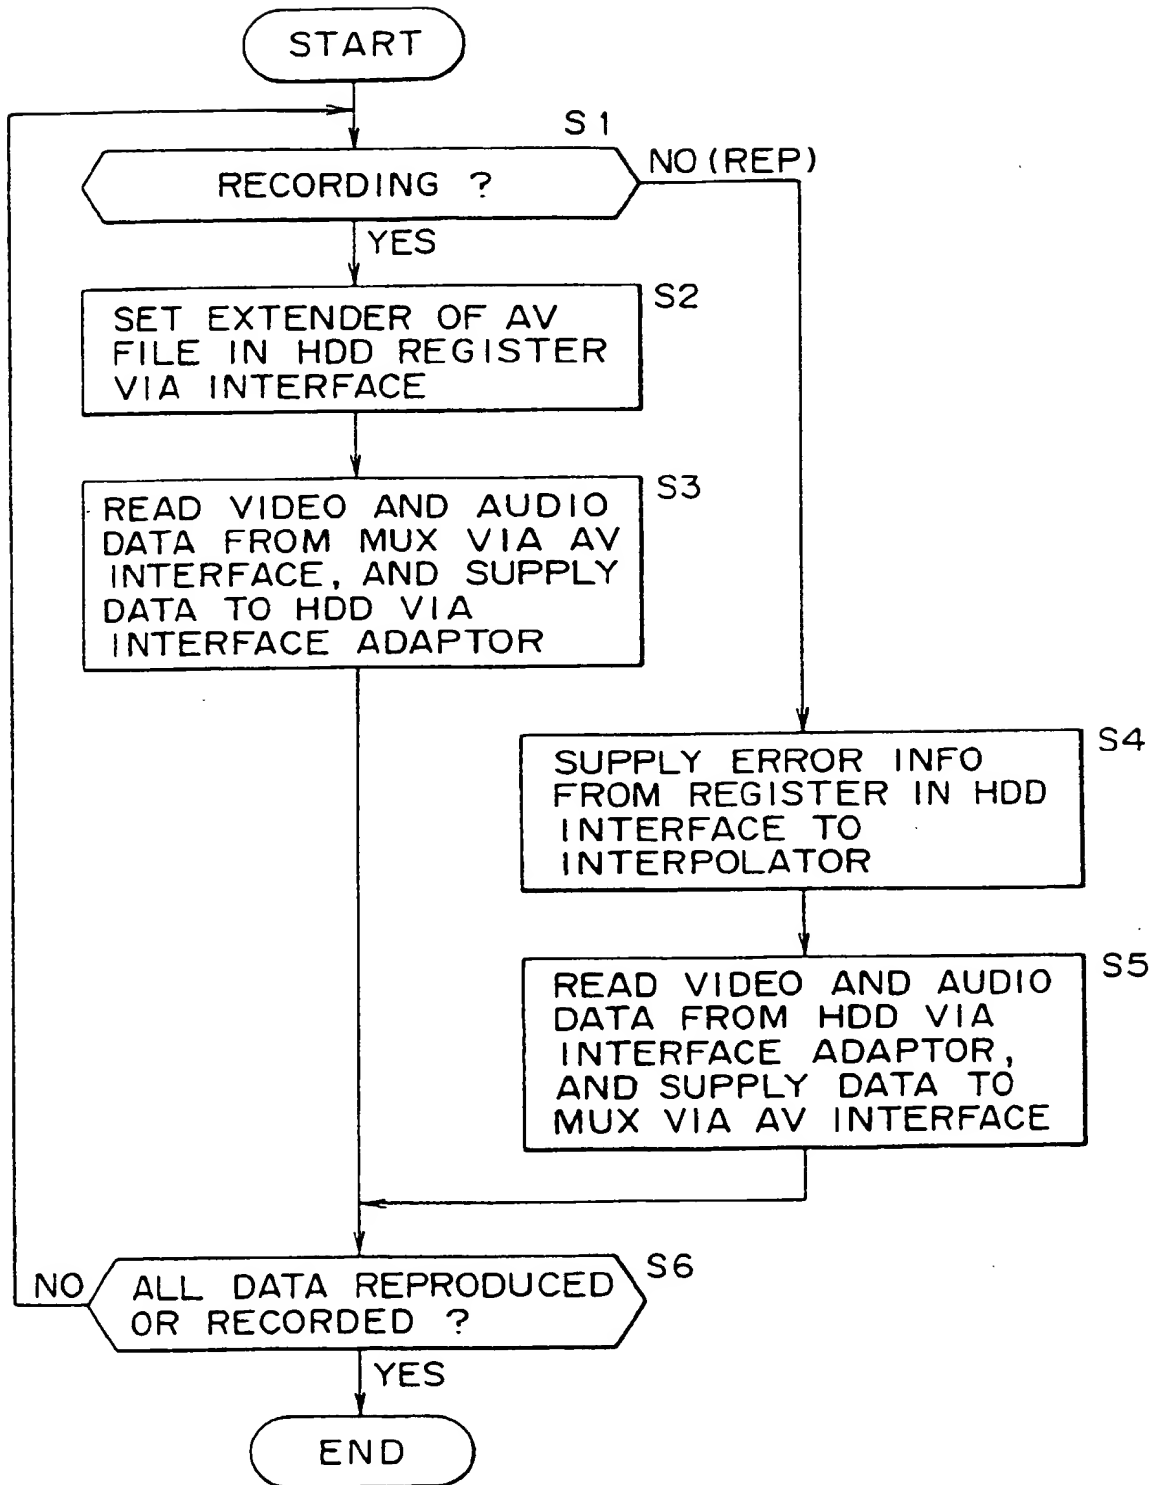 START
S1
RECORDING ?
NO (REP)
YES
SET EXTENDER OF AV
FILE IN HDD REGISTER
VIA INTERFACE
S2
READ VIDEO AND AUDIO
DATA FROM MUX VIA AV
INTERFACE, AND SUPPLY
DATA TO HDD VIA
INTERFACE ADAPTOR
S3
SUPPLY ERROR INFO
FROM REGISTER IN HDD
INTERFACE TO
INTERPOLATOR
S4
READ VIDEO AND AUDIO
DATA FROM HDD VIA
INTERFACE ADAPTOR,
AND SUPPLY DATA TO
MUX VIA AV INTERFACE
S5
NO
ALL DATA REPRODUCED
OR RECORDED ?
S6
YES
END